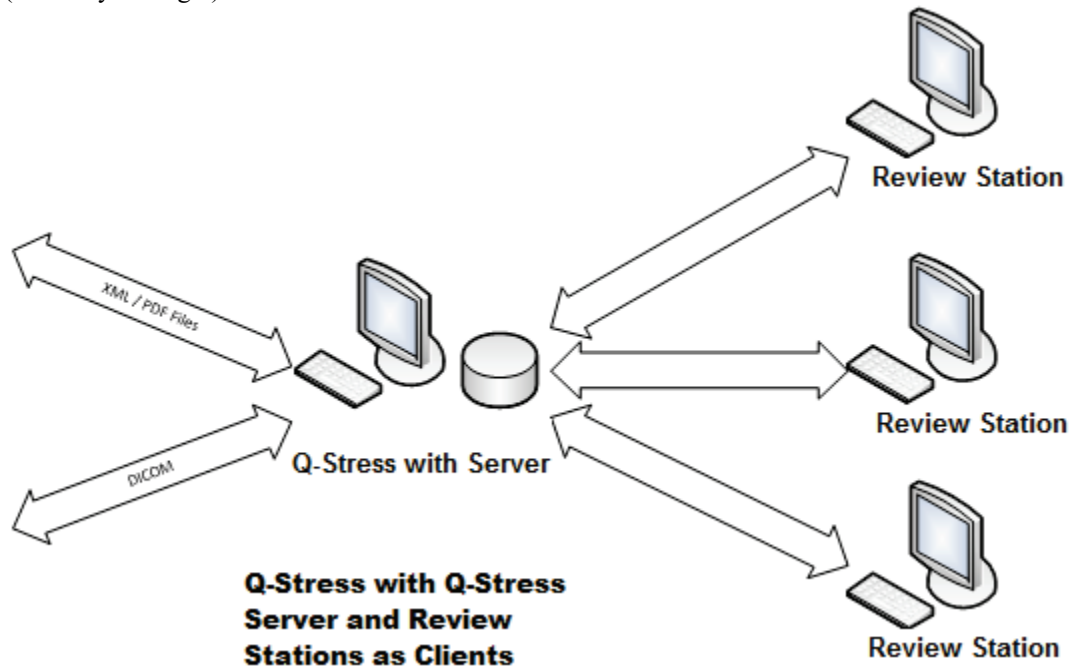 Review Station
XML / PDF Files
Review Station
DICOM
Q-Stress with Server
Q-Stress with Q-Stress
Server and Review
Stations as Clients
Review Station